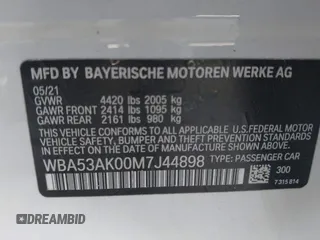 MFD BY BAYERISCHE MOTOREN WERKE AG
05/21
GVWR 4420 lbs 2005 kg
GAWR FRONT 2414 lbs 1095 kg
GAWR REAR 2161 lbs 980 kg
THIS VEHICLE CONFORMS TO ALL APPLICABLE FEDERAL
MOTOR VEHICLE SAFETY, BUMPER, AND THEFT PREVENTION
STANDARDS IN EFFECT ON THE DATE OF
MANUFACTURE SHOWN ABOVE.
WBA53AK00M7J44898
TYPE: PASSENGER CAR
300
7315814
AUTOBIDMASTER